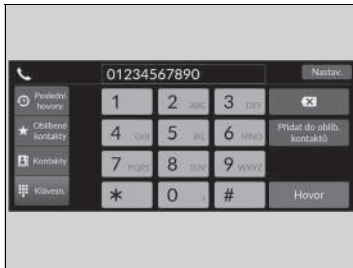 01234567890
Nastav.
Poslední
hovory
1
2 ABC
3 DEF
Oblíbené
kontakty
4 GHI
5 JKL
6 MNO
Přidat do oblíb.
kontaktů
Kontakty
7 PQRS
8 TUV
9 WXYZ
Klávesn.
*
0
#
Hovor